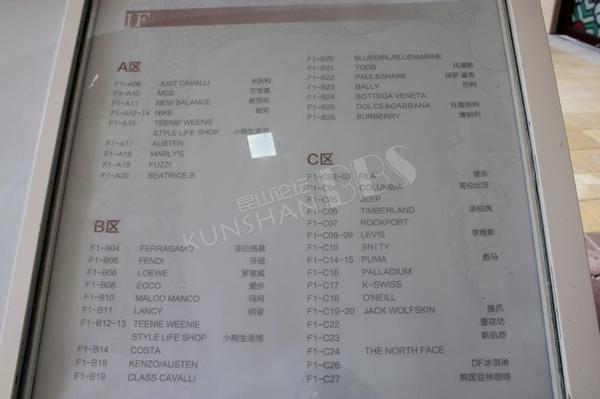 1F
A区
F1-A09 JUST CAVALLI 卡沃利
F1-A10 MCS 万宝路
F1-A11 NEW BALANCE 新百伦
F1-A12-14 NIKE 耐克
F1-A15 TEENIE WEENIE
STYLE LIFE SHOP 小熊生活馆
F1-A17 AUSTEN
F1-A18 MARLY'S
F1-A19 FUZZI
F1-A20 BEATRICE.B
B区
F1-B04 FERRAGAMO 菲拉格慕
F1-B05 FENDI 芬迪
F1-B06 LOEWE 罗意威
F1-B08 ECCO 爱步
F1-B10 MALCO MANCO 玛珂
F1-B11 LANCY 朗姿
F1-B12-13 TEENIE WEENIE
STYLE LIFE SHOP 小熊生活馆
F1-B14 COSTA
F1-B18 KENZO/AUSTEN
F1-B19 CLASS CAVALLI
F1-B20 BLUEGIRL/BLUEMARINE
F1-B21 TODS 托德斯
F1-B22 PAUL&SHARK 保罗 鲨鱼
F1-B23 BALLY 巴利
F1-B24 BOTTEGA VENETA
F1-B25 DOLCE&GABBANA 杜嘉班纳
F1-B26 BURBERRY 博柏利
C区
F1-C02-03 FILA 斐乐
F1-C04 COLUMBIA 哥伦比亚
F1-C05 JEEP
F1-C06 TIMBERLAND 添柏岚
F1-C07 ROCKPORT
F1-C08-09 LEVIS 李维斯
F1-C10 3NITY
F1-C14-15 PUMA 彪马
F1-C16 PALLADIUM
F1-C17 K-SWISS
F1-C18 O'NEILL
F1-C19-20 JACK WOLFSKIN 狼爪
F1-C22 壹花坊
F1-C23 斯凯奇
F1-C24 THE NORTH FACE
F1-C26 DF冰淇淋
F1-C27 韩国豆林咖啡
昆山论坛
KUNSHAN BBS